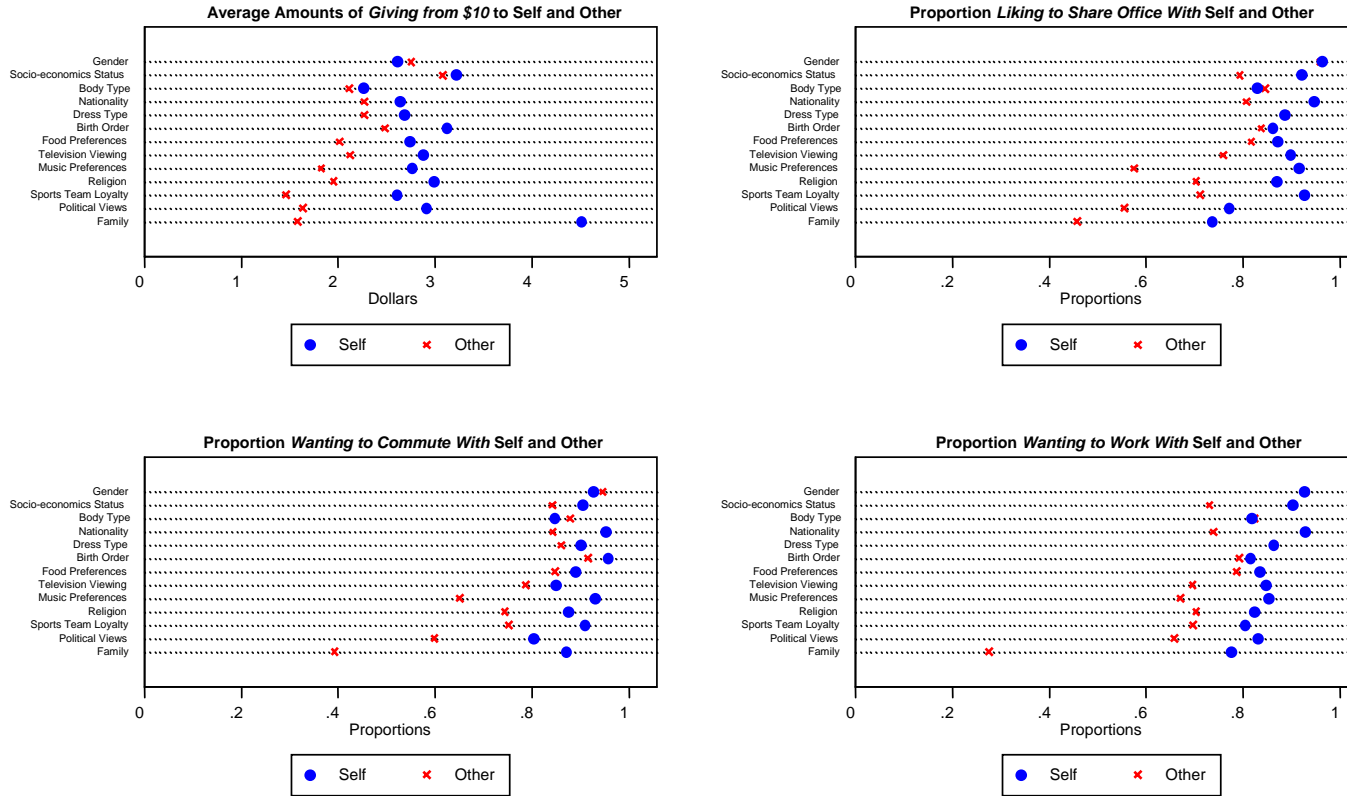 Average Amounts of Giving from $10 to Self and Other
Gender
Socio-economics Status
Body Type
Nationality
Dress Type
Birth Order
Food Preferences
Television Viewing
Music Preferences
Religion
Sports Team Loyalty
Political Views
Family
0 1 2 3 4 5
Dollars
Self Other
Proportion Liking to Share Office With Self and Other
Gender
Socio-economics Status
Body Type
Nationality
Dress Type
Birth Order
Food Preferences
Television Viewing
Music Preferences
Religion
Sports Team Loyalty
Political Views
Family
0 .2 .4 .6 .8 1
Proportions
Self Other
Proportion Wanting to Commute With Self and Other
Gender
Socio-economics Status
Body Type
Nationality
Dress Type
Birth Order
Food Preferences
Television Viewing
Music Preferences
Religion
Sports Team Loyalty
Political Views
Family
0 .2 .4 .6 .8 1
Proportions
Self Other
Proportion Wanting to Work With Self and Other
Gender
Socio-economics Status
Body Type
Nationality
Dress Type
Birth Order
Food Preferences
Television Viewing
Music Preferences
Religion
Sports Team Loyalty
Political Views
Family
0 .2 .4 .6 .8 1
Proportions
Self Other